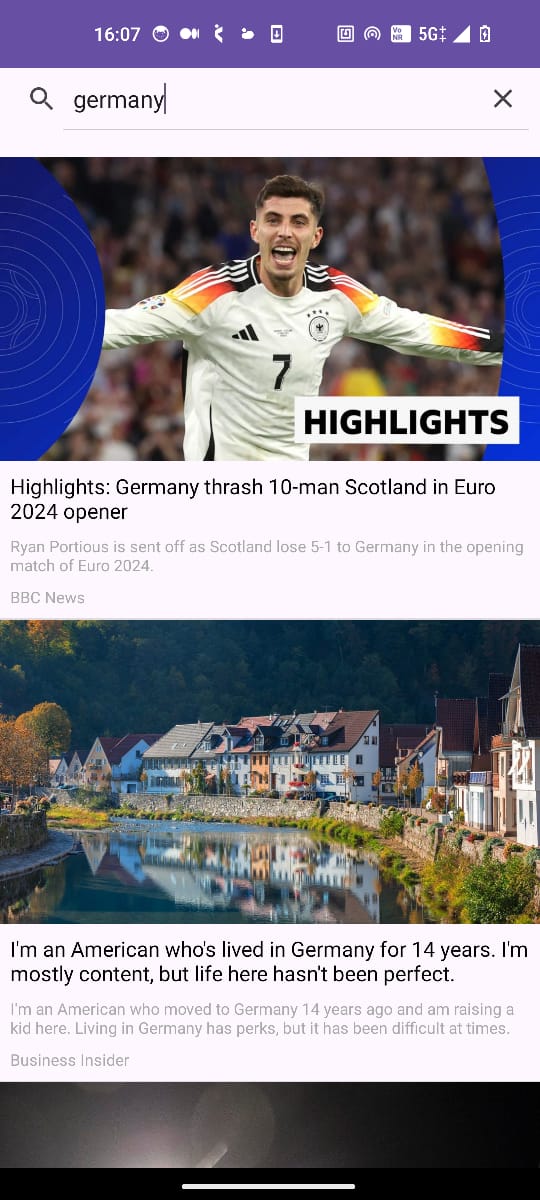 16:07
Vo NR
5G
germany
7
HIGHLIGHTS
Highlights: Germany thrash 10-man Scotland in Euro
2024 opener
Ryan Portious is sent off as Scotland lose 5-1 to Germany in the opening
match of Euro 2024.
BBC News
I'm an American who's lived in Germany for 14 years. I'm
mostly content, but life here hasn't been perfect.
I'm an American who moved to Germany 14 years ago and am raising a
kid here. Living in Germany has perks, but it has been difficult at times.
Business Insider